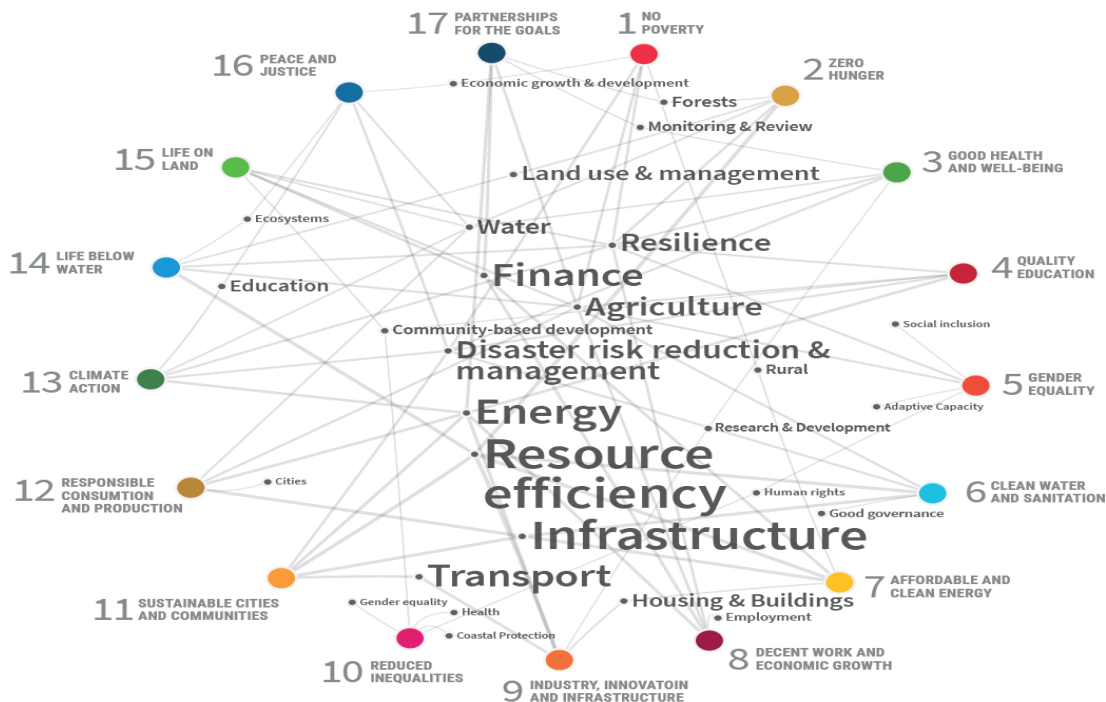 17 PARTNERSHIPS
FOR THE GOALS
1 NO
POVERTY
16 PEACE AND
JUSTICE
2 ZERO
HUNGER
Economic growth & development
Forests
Monitoring & Review
15 LIFE ON
LAND
3 GOOD HEALTH
AND WELL-BEING
Land use & management
Ecosystems
Water
Resilience
14 LIFE BELOW
WATER
Finance
4 QUALITY
EDUCATION
Education
Agriculture
Social inclusion
Community-based development
Disaster risk reduction &
management
Rural
13 CLIMATE
ACTION
5 GENDER
EQUALITY
Adaptive Capacity
Energy
Research & Development
Resource
efficiency
12 RESPONSIBLE
CONSUMTION
AND PRODUCTION
Cities
Human rights
6 CLEAN WATER
AND SANITATION
Good governance
Infrastructure
Transport
7 AFFORDABLE AND
CLEAN ENERGY
11 SUSTAINABLE CITIES
AND COMMUNITIES
Gender equality
Health
Housing & Buildings
Employment
Coastal Protection
10 REDUCED
INEQUALITIES
8 DECENT WORK AND
ECONOMIC GROWTH
9 INDUSTRY, INNOVATOIN
AND INFRASTRUCTURE